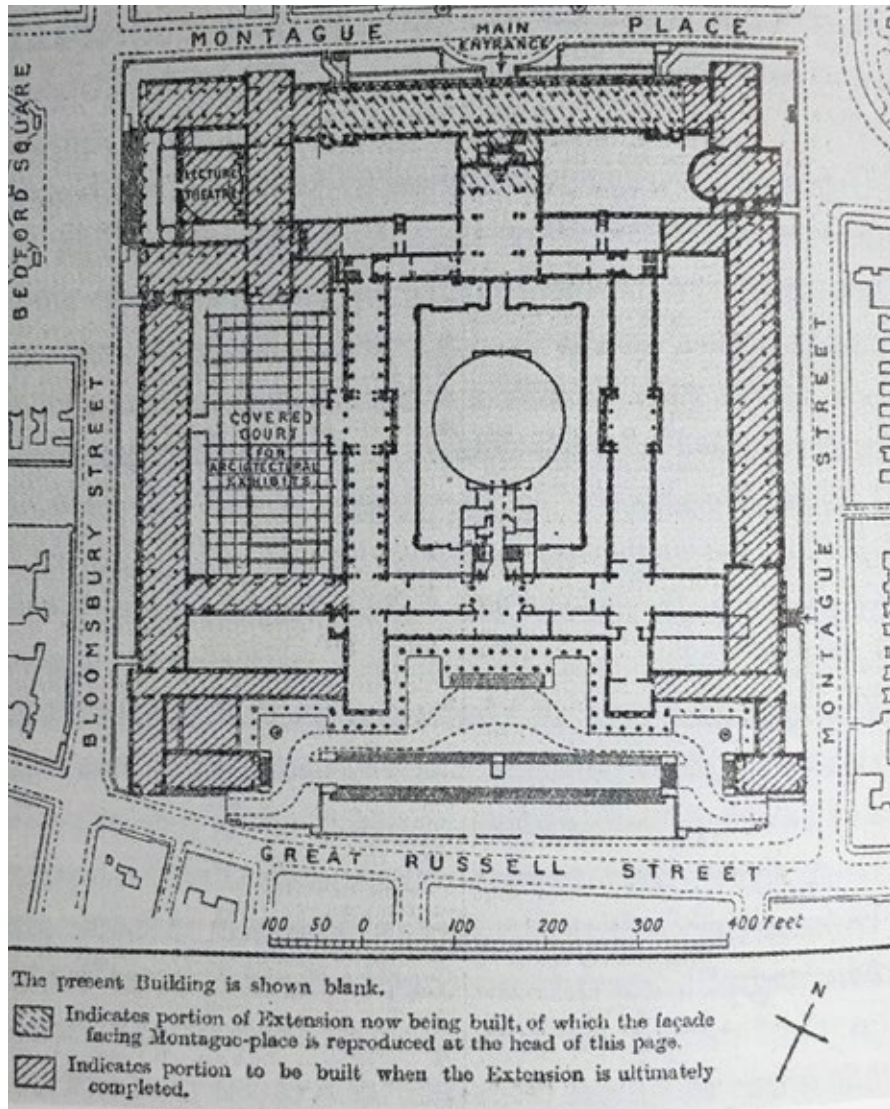 MONTAGUE PLACE
MAIN
ENTRANCE
BEDFORD SQUARE
LECTURE
THEATRE
BLOOMSBURY STREET
COVERED
COURT
FOR
ARCHITECTURAL
EXHIBITS
MONTAGUE STREET
GREAT RUSSELL STREET
100 50 0 100 200 300 400 Feet
The present Building is shown blank.
N
Indicates portion of Extension now being built, of which the façade
facing Montague-place is reproduced at the head of this page.
Indicates portion to be built when the Extension is ultimately
completed.